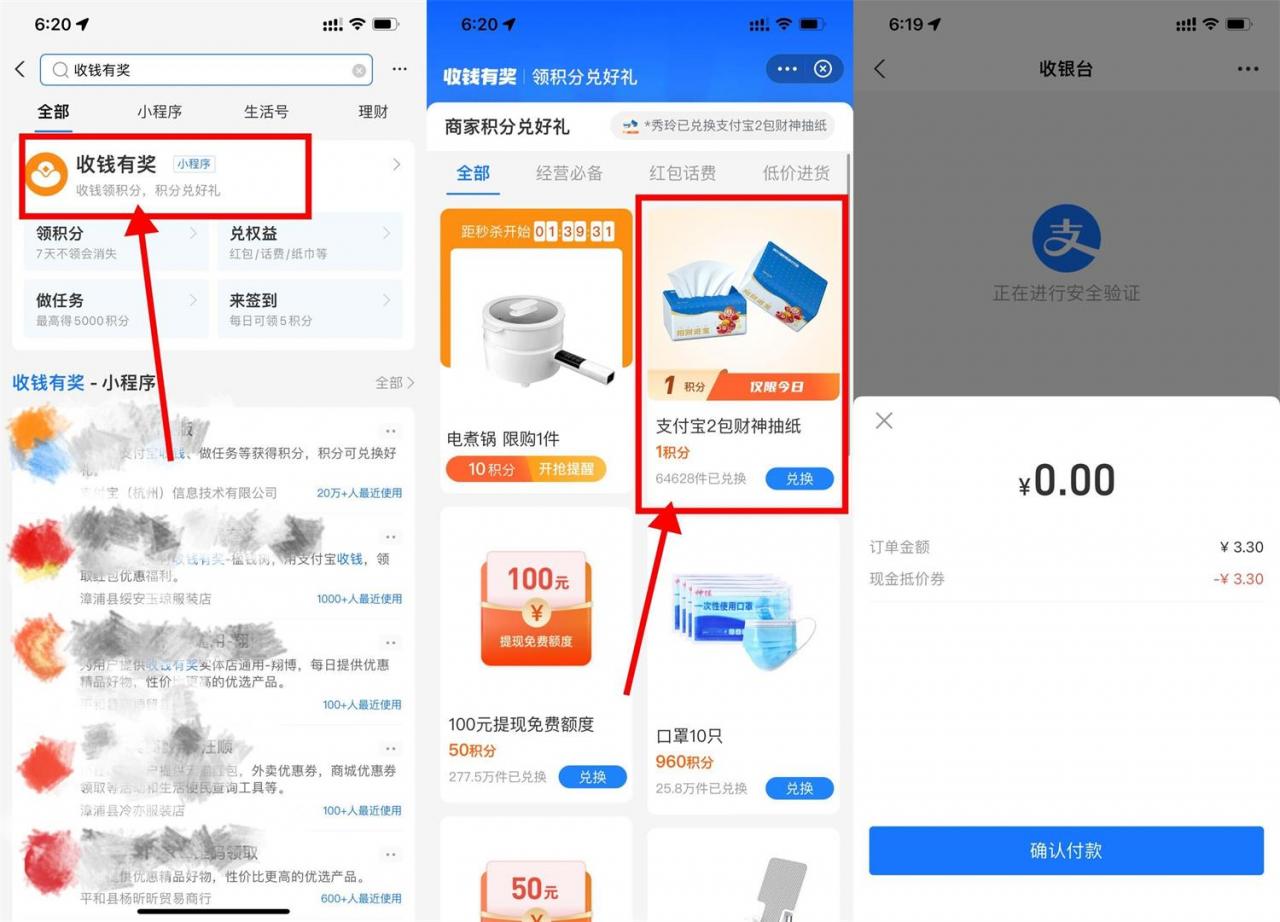 6:20
收钱有奖
全部
小程序
生活号
理财
收钱有奖 小程序
收钱领积分，积分兑好礼
领积分
7天不领会消失
兑权益
红包/话费/纸巾等
做任务
最高得5000积分
来签到
每日可领5积分
收钱有奖 - 小程序
全部
支付宝收钱、做任务等获得积分，积分可兑换好
（杭州）信息技术有限公司
20万+人最近使用
用支付宝收钱，领
取红包优惠福利。
漳浦县绥安玉琼服装店
1000+人最近使用
为用户提供收钱有奖实体店通用-翔博，每日提供优惠
精品好物，性价比更高的优选产品。
100+人最近使用
汪顺
红包，外卖优惠券，商城优惠券
领取等活动和生活便民查询工具等。
漳浦县冷亦服装店
100+人最近使用
码领取
提供优惠精品好物，性价比更高的优选产品。
平和县杨昕昕贸易商行
600+人最近使用
6:20
收钱有奖 | 领积分兑好礼
商家积分兑好礼
*秀玲已兑换支付宝2包财神抽纸
全部
经营必备
红包话费
低价进货
距秒杀开始 01:39:31
电煮锅 限购1件
10积分 开抢提醒
招财进宝
1 积分 仅限今日
支付宝2包财神抽纸
1积分
64628件已兑换 兑换
100元
¥
提现免费额度
100元提现免费额度
50积分
277.5万件已兑换 兑换
一次性使用口罩
口罩10只
960积分
25.8万件已兑换 兑换
50元
¥
6:19
收银台
支
正在进行安全验证
¥0.00
订单金额 ¥ 3.30
现金抵价券 -¥ 3.30
确认付款